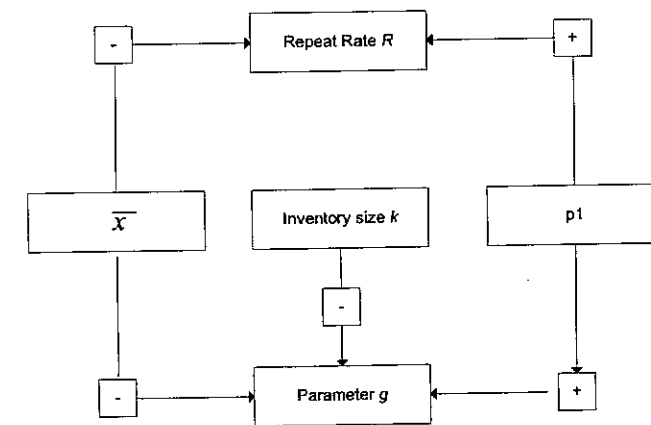 -
Repeat Rate R
+
x̅
Inventory size k
p1
-
-
Parameter g
+